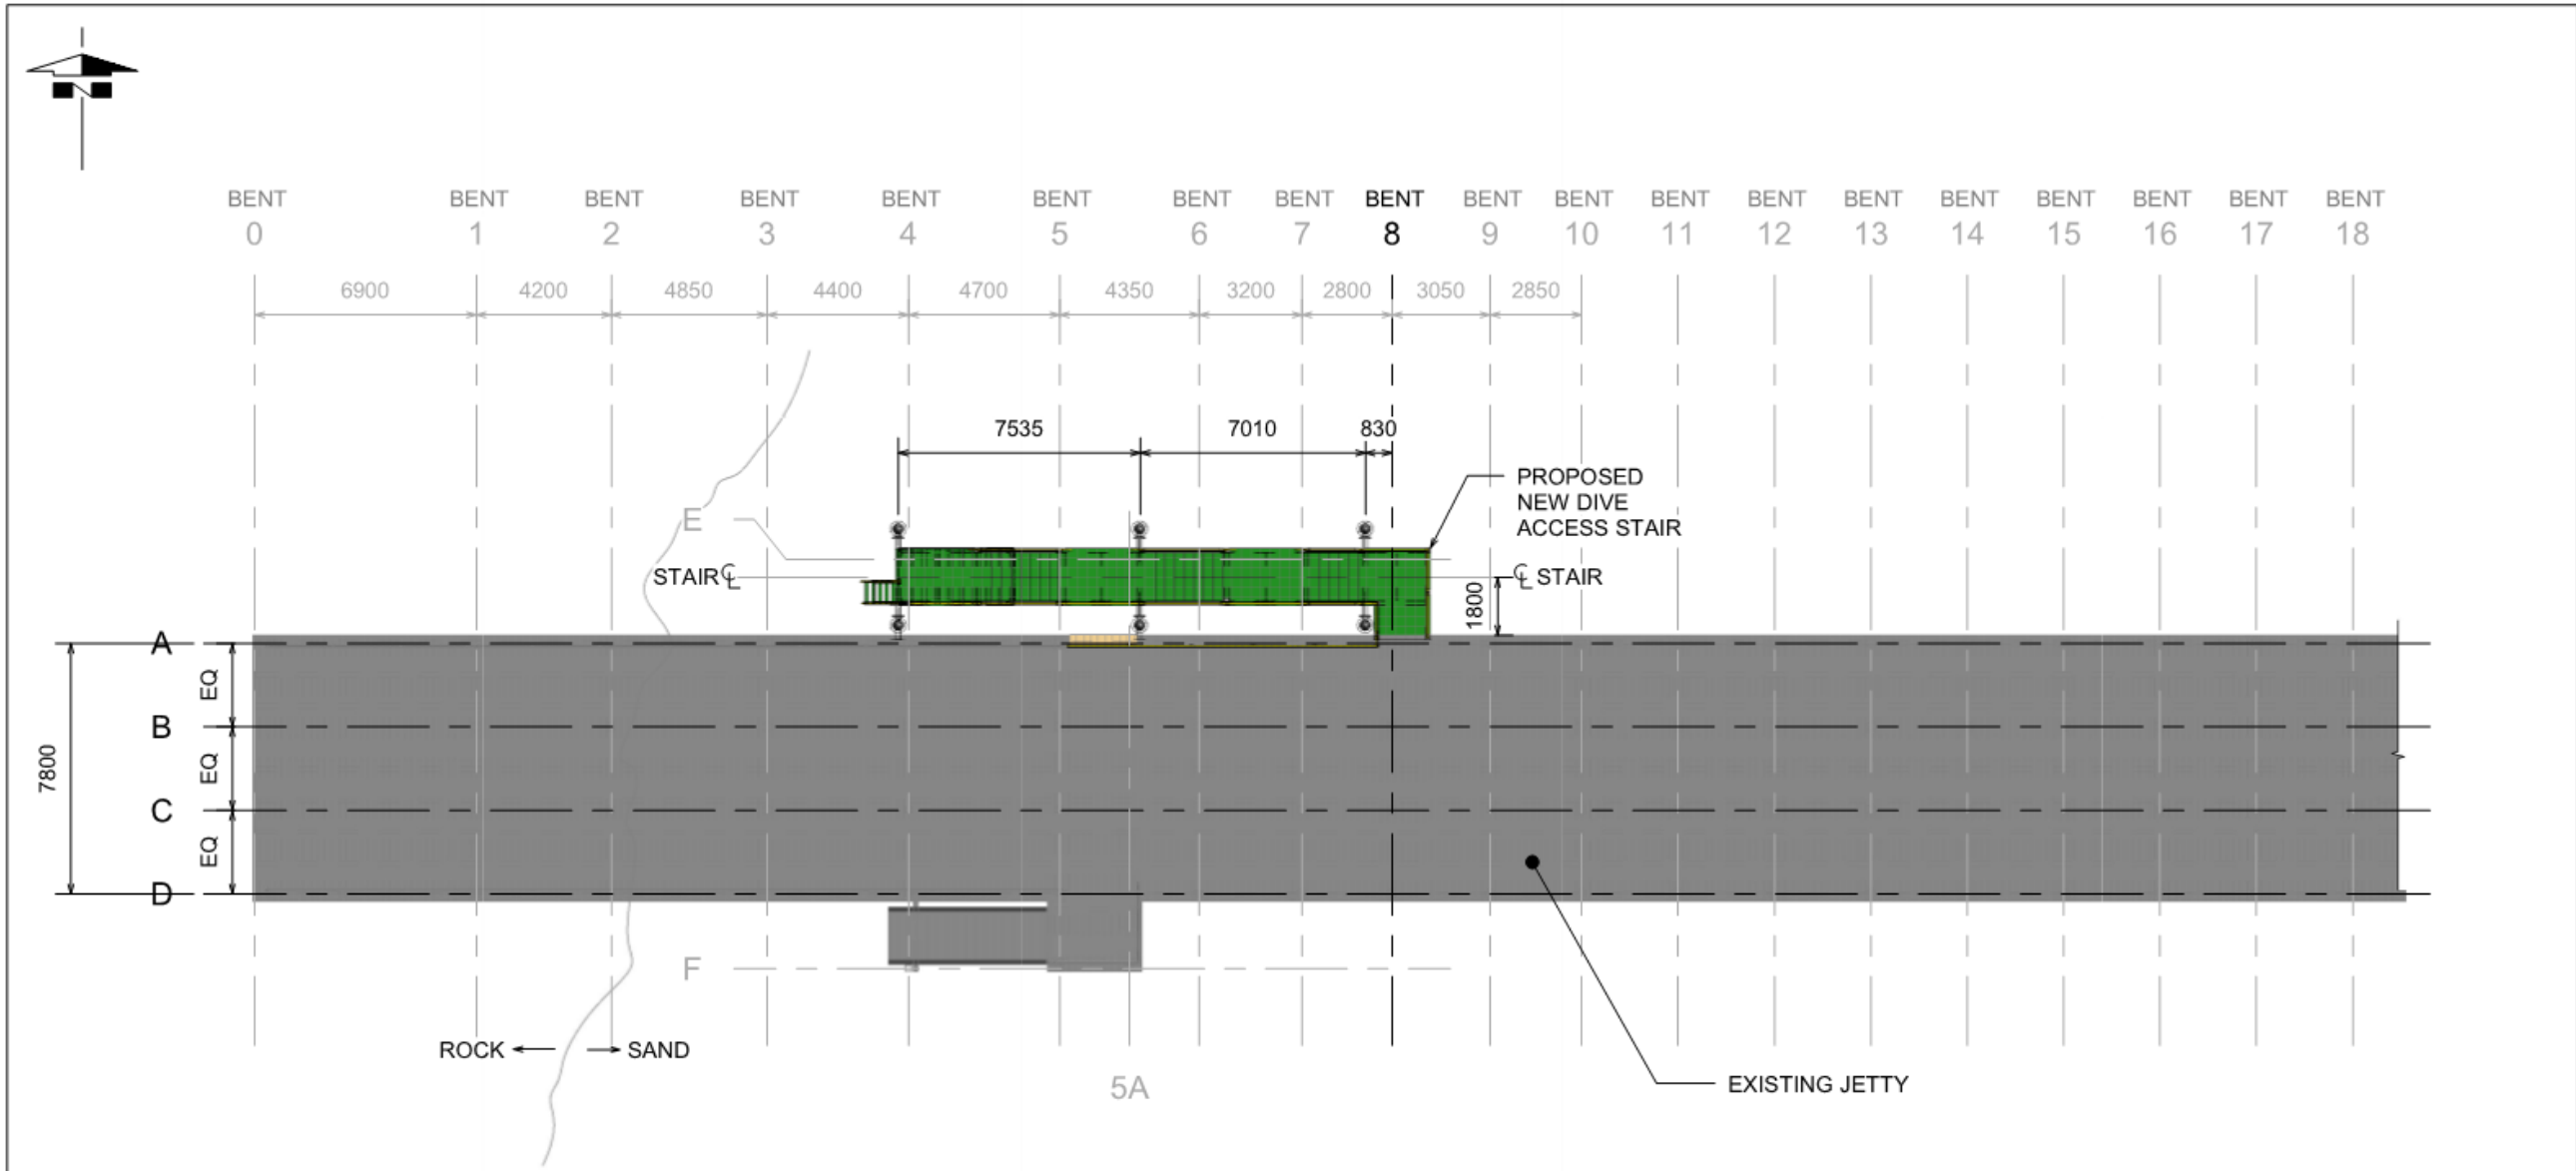 N
BENT BENT BENT BENT BENT BENT BENT BENT BENT BENT BENT BENT BENT BENT BENT BENT BENT BENT BENT
0 1 2 3 4 5 6 7 8 9 10 11 12 13 14 15 16 17 18
6900 4200 4850 4400 4700 4350 3200 2800 3050 2850
7535 7010 830
PROPOSED
NEW DIVE
ACCESS STAIR
E
STAIR ℄
℄ STAIR
1800
A
EQ
B
7800
EQ
C
EQ
D
F
ROCK
SAND
5A
EXISTING JETTY